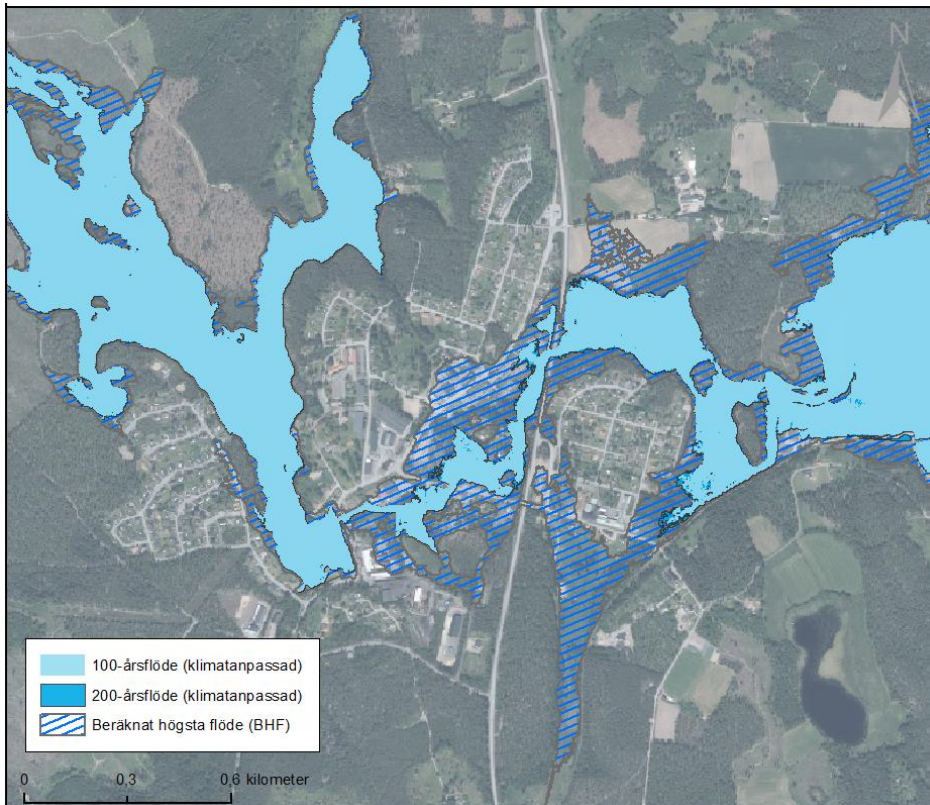 N
100-årsflöde (klimatanpassad)
200-årsflöde (klimatanpassad)
Beräknat högsta flöde (BHF)
0 0,3 0,6 kilometer